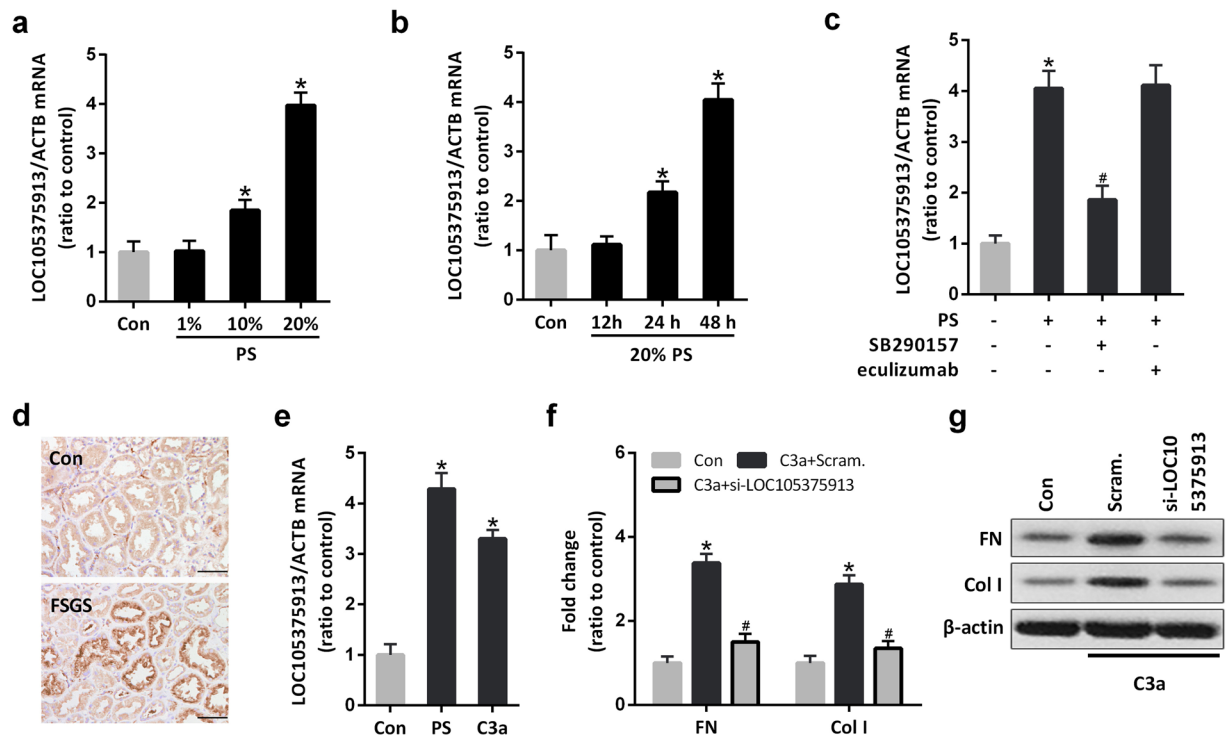 a
LOC105375913/ACTB mRNA
(ratio to control)
5
4
3
2
1
0
Con
1%
10%
20%
*
*
PS
b
LOC105375913/ACTB mRNA
(ratio to control)
5
4
3
2
1
0
Con
12h
24 h
48 h
*
*
20% PS
c
LOC105375913/ACTB mRNA
(ratio to control)
5
4
3
2
1
0
*
#
PS - + + +
SB290157 - - + -
eculizumab - - - +
d
Con
FSGS
e
LOC105375913/ACTB mRNA
(ratio to control)
5
4
3
2
1
0
*
*
Con
PS
C3a
f
Fold change
(ratio to control)
6
4
2
0
Con
C3a+Scram.
C3a+si-LOC105375913
*
#
*
#
FN
Col I
g
Con
Scram.
si-LOC10
5375913
FN
Col I
β-actin
C3a